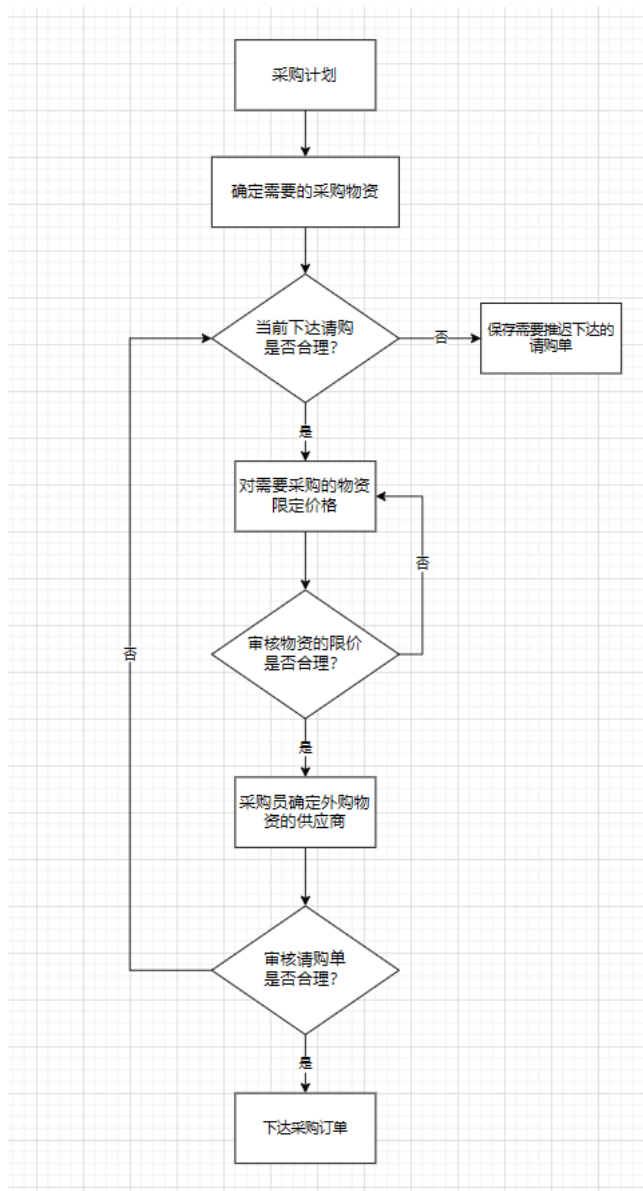 采购计划
确定需要的采购物资
当前下达请购
是否合理?
否
保存需要推迟下达的
请购单
是
对需要采购的物资
限定价格
否
审核物资的限价
是否合理?
否
是
采购员确定外购物
资的供应商
审核请购单
是否合理?
是
下达采购订单